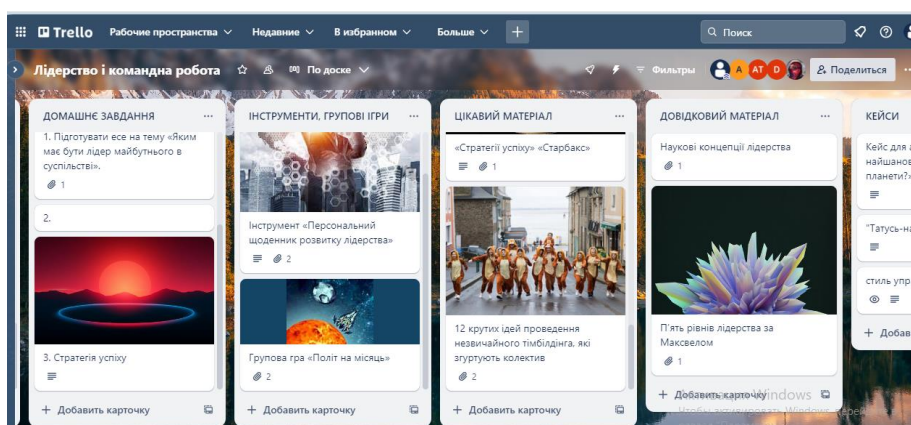 Trello Рабочие пространства Недавние В избранном Больше + Поиск
Лідерство і командна робота По доске Фильтры A AT D Поделиться
ДОМАШНЄ ЗАВДАННЯ
1. Підготувати есе на тему «Яким
має бути лідер майбутнього в
суспільстві».
1
2.
3. Стратегія успіху
+ Добавить карточку
ІНСТРУМЕНТИ, ГРУПОВІ ІГРИ
Інструмент «Персональний
щоденник розвитку лідерства»
2
Групова гра «Політ на місяць»
2
+ Добавить карточку
ЦІКАВИЙ МАТЕРІАЛ
«Стратегії успіху» «Старбакс»
1
12 крутих ідей проведення
незвичайного тімбілдінга, які
згуртують колектив
2
+ Добавить карточку
ДОВІДКОВИЙ МАТЕРІАЛ
Наукові концепції лідерства
1
П'ять рівнів лідерства за
Максвелом
1
+ Добавить карточку
Windows
КЕЙСИ
Кейс для
найшанов
планети?»
"Татусь-на
стиль упр
+ Добав